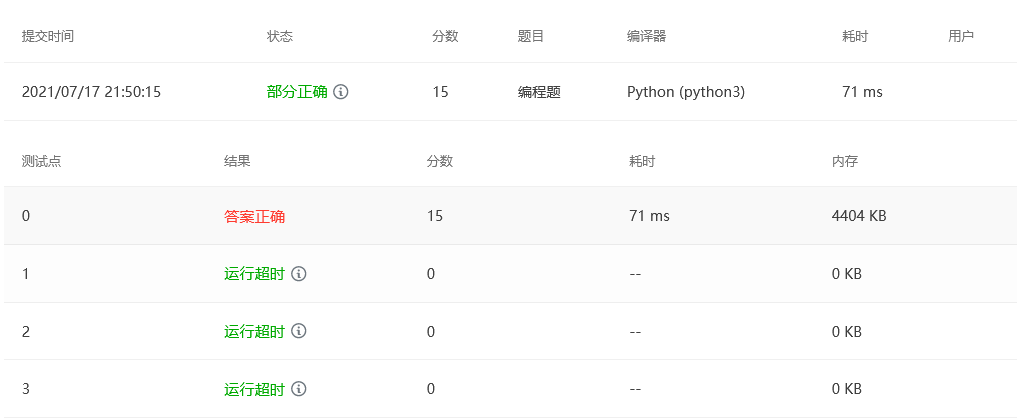 提交时间 状态 分数 题目 编译器 耗时 用户
2021/07/17 21:50:15 部分正确 15 编程题 Python (python3) 71 ms
测试点 结果 分数 耗时 内存
0 答案正确 15 71 ms 4404 KB
1 运行超时 0 -- 0 KB
2 运行超时 0 -- 0 KB
3 运行超时 0 -- 0 KB